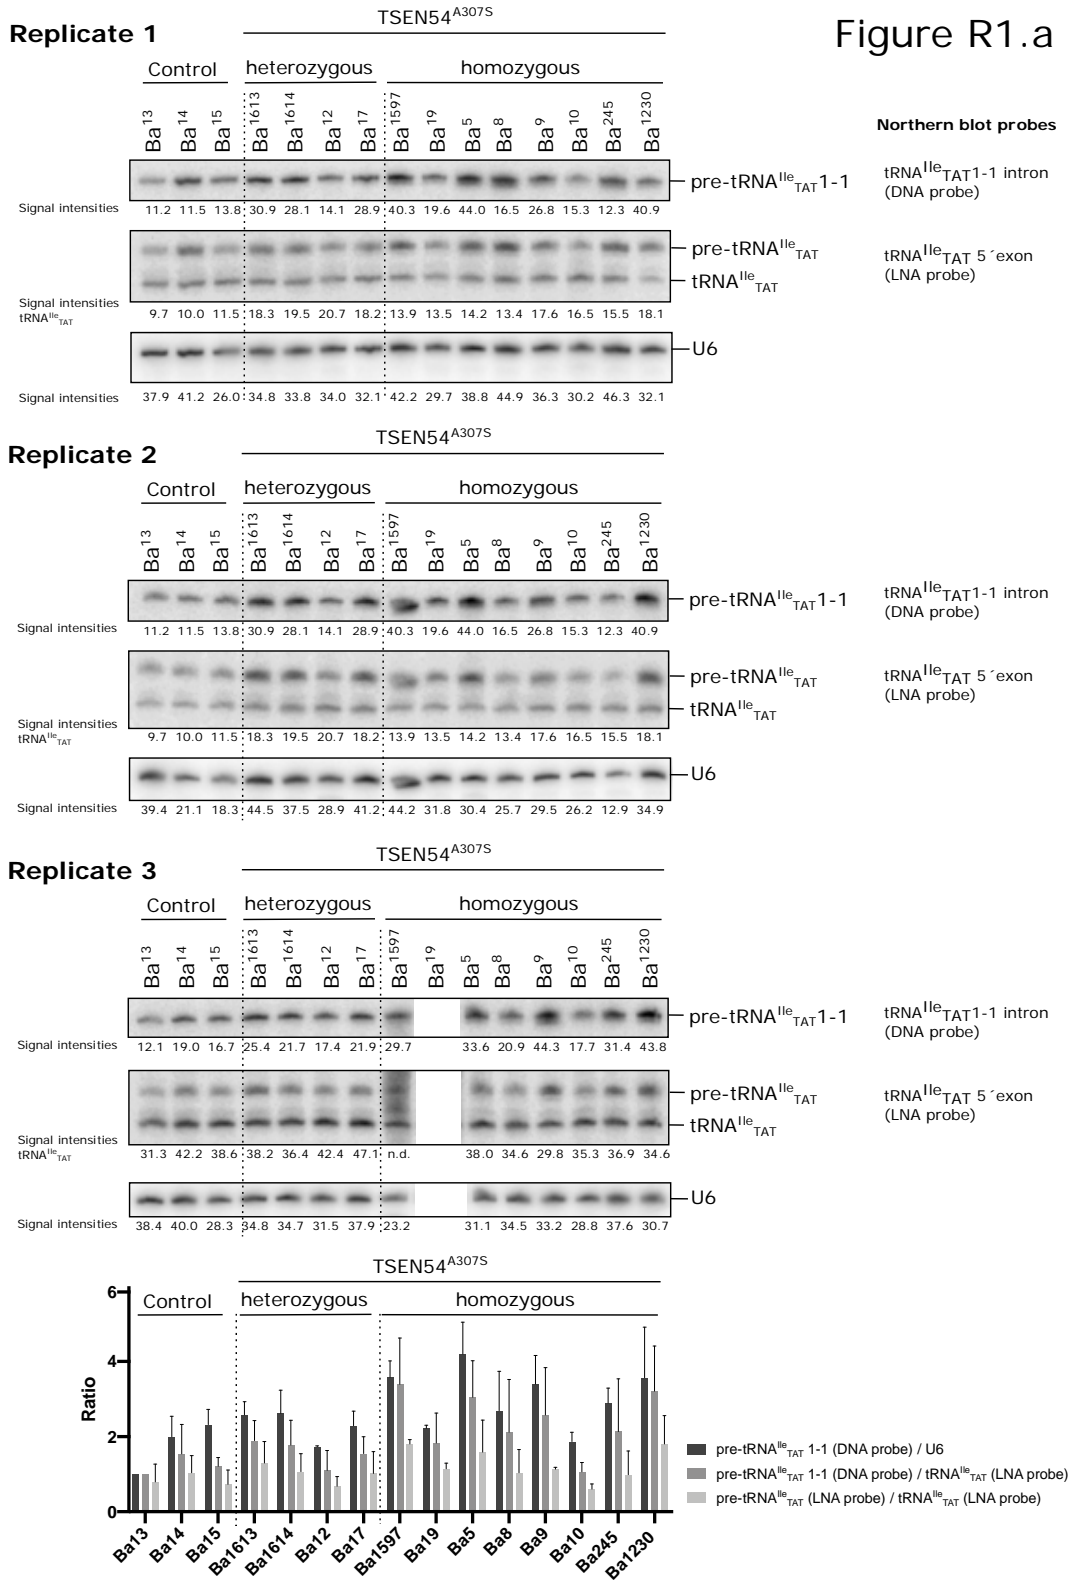 TSEN54A307S
Replicate 1
Figure R1.a
Control heterozygous homozygous
Ba13 Ba14 Ba15 Ba1613 Ba1614 Ba12 Ba17 Ba1597 Ba19 Ba5 Ba8 Ba9 Ba10 Ba245 Ba1230
Northern blot probes
pre-tRNAIleTAT1-1 tRNAIleTAT1-1 intron
(DNA probe)
Signal intensities 11.2 11.5 13.8 30.9 28.1 14.1 28.9 40.3 19.6 44.0 16.5 26.8 15.3 12.3 40.9
pre-tRNAIleTAT tRNAIleTAT 5´exon
(LNA probe)
tRNAIleTAT
Signal intensities
tRNAIleTAT 9.7 10.0 11.5 18.3 19.5 20.7 18.2 13.9 13.5 14.2 13.4 17.6 16.5 15.5 18.1
U6
Signal intensities 37.9 41.2 26.0 34.8 33.8 34.0 32.1 42.2 29.7 38.8 44.9 36.3 30.2 46.3 32.1
TSEN54A307S
Replicate 2
Control heterozygous homozygous
Ba13 Ba14 Ba15 Ba1613 Ba1614 Ba12 Ba17 Ba1597 Ba19 Ba5 Ba8 Ba9 Ba10 Ba245 Ba1230
pre-tRNAIleTAT1-1 tRNAIleTAT1-1 intron
(DNA probe)
Signal intensities 11.2 11.5 13.8 30.9 28.1 14.1 28.9 40.3 19.6 44.0 16.5 26.8 15.3 12.3 40.9
pre-tRNAIleTAT tRNAIleTAT 5´exon
(LNA probe)
tRNAIleTAT
Signal intensities
tRNAIleTAT 9.7 10.0 11.5 18.3 19.5 20.7 18.2 13.9 13.5 14.2 13.4 17.6 16.5 15.5 18.1
U6
Signal intensities 39.4 21.1 18.3 44.5 37.5 28.9 41.2 44.2 31.8 30.4 25.7 29.5 26.2 12.9 34.9
TSEN54A307S
Replicate 3
Control heterozygous homozygous
Ba13 Ba14 Ba15 Ba1613 Ba1614 Ba12 Ba17 Ba1597 Ba19 Ba5 Ba8 Ba9 Ba10 Ba245 Ba1230
pre-tRNAIleTAT1-1 tRNAIleTAT1-1 intron
(DNA probe)
Signal intensities 12.1 19.0 16.7 25.4 21.7 17.4 21.9 29.7 33.6 20.9 44.3 17.7 31.4 43.8
pre-tRNAIleTAT tRNAIleTAT 5´exon
(LNA probe)
tRNAIleTAT
Signal intensities
tRNAIleTAT 31.3 42.2 38.6 38.2 36.4 42.4 47.1 n.d. 38.0 34.6 29.8 35.3 36.9 34.6
U6
Signal intensities 38.4 40.0 28.3 34.8 34.7 31.5 37.9 23.2 31.1 34.5 33.2 28.8 37.6 30.7
TSEN54A307S
Control heterozygous homozygous
Ratio
6
4
2
0
Ba13 Ba14 Ba15 Ba1613 Ba1614 Ba12 Ba17 Ba1597 Ba19 Ba5 Ba8 Ba9 Ba10 Ba245 Ba1230
pre-tRNAIleTAT 1-1 (DNA probe) / U6
pre-tRNAIleTAT 1-1 (DNA probe) / tRNAIleTAT (LNA probe)
pre-tRNAIleTAT (LNA probe) / tRNAIleTAT (LNA probe)